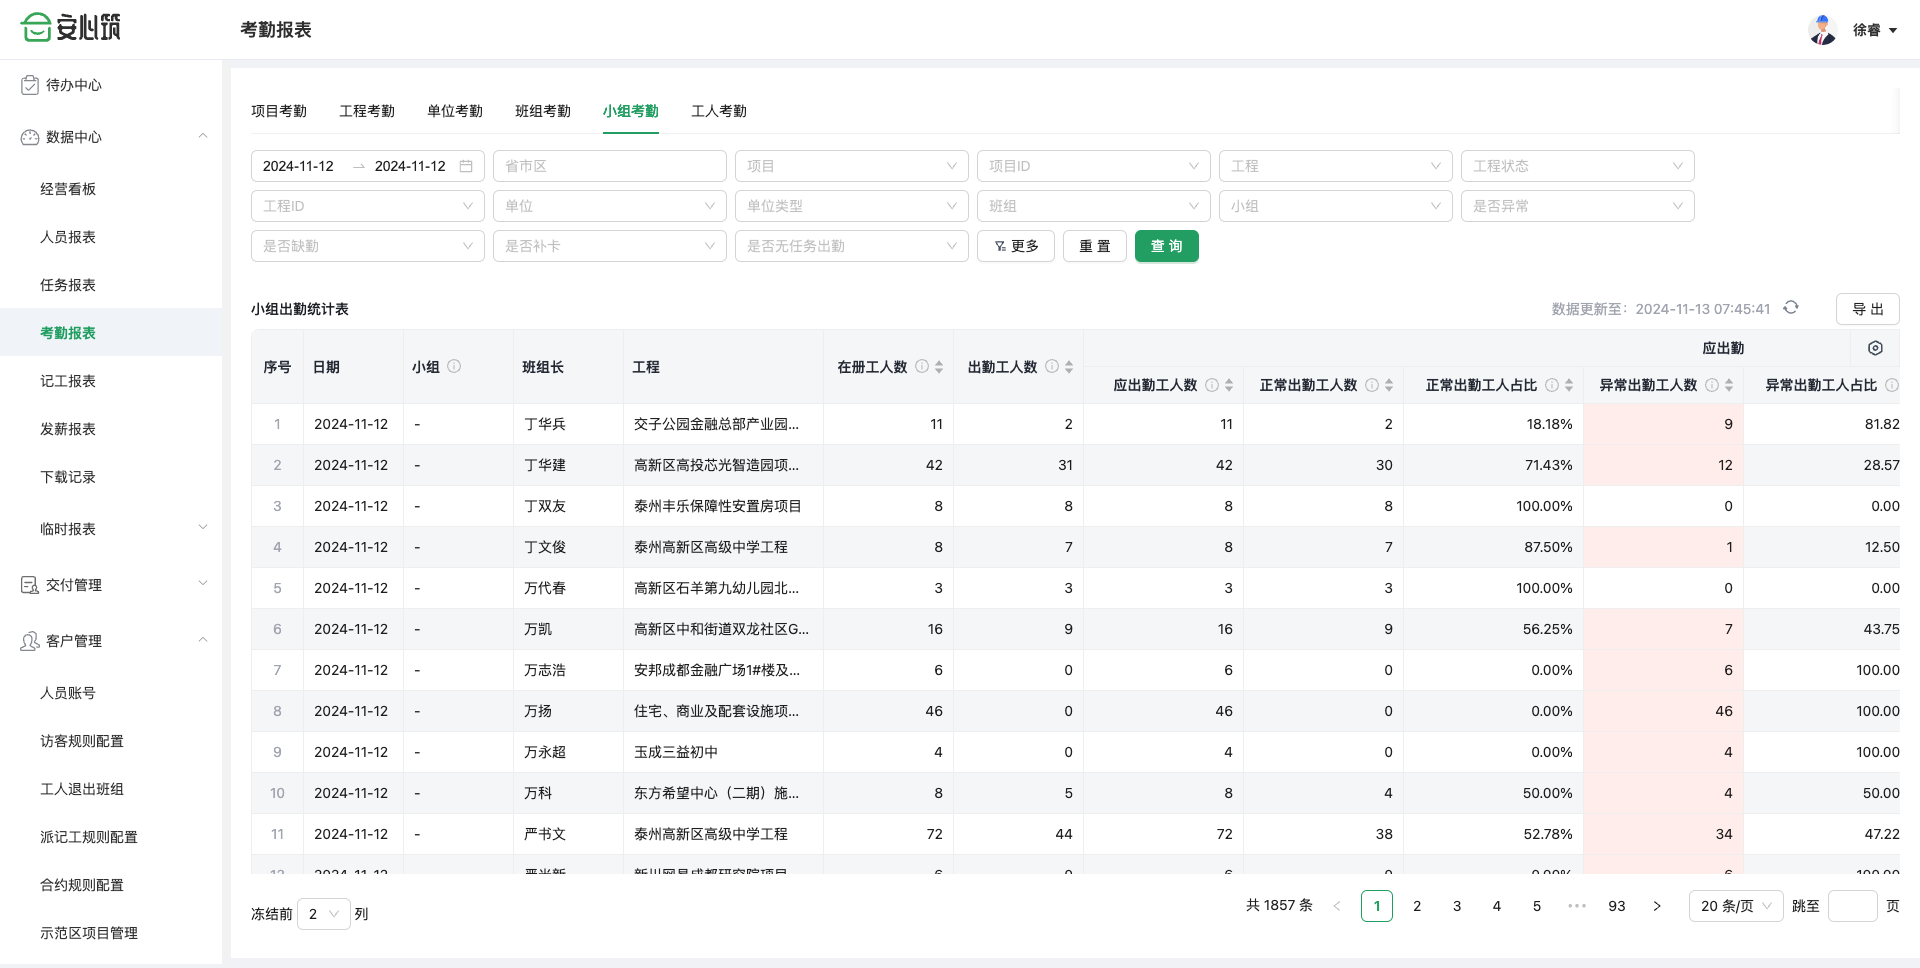 安心筑
考勤报表
徐睿
待办中心
数据中心
经营看板
人员报表
任务报表
考勤报表
记工报表
发薪报表
下载记录
临时报表
交付管理
客户管理
人员账号
访客规则配置
工人退出班组
派记工规则配置
合约规则配置
示范区项目管理
项目考勤 工程考勤 单位考勤 班组考勤 小组考勤 工人考勤
2024-11-12 → 2024-11-12 省市区 项目 项目ID 工程 工程状态
工程ID 单位 单位类型 班组 小组 是否异常
是否缺勤 是否补卡 是否无任务出勤 更多 重 置 查 询
小组出勤统计表 数据更新至：2024-11-13 07:45:41 导 出
应出勤
序号 日期 小组 班组长 工程 在册工人数 出勤工人数 应出勤工人数 正常出勤工人数 正常出勤工人占比 异常出勤工人数 异常出勤工人占比
1 2024-11-12 - 丁华兵 交子公园金融总部产业园... 11 2 11 2 18.18% 9 81.82
2 2024-11-12 - 丁华建 高新区高投芯光智造园项... 42 31 42 30 71.43% 12 28.57
3 2024-11-12 - 丁双友 泰州丰乐保障性安置房项目 8 8 8 8 100.00% 0 0.00
4 2024-11-12 - 丁文俊 泰州高新区高级中学工程 8 7 8 7 87.50% 1 12.50
5 2024-11-12 - 万代春 高新区石羊第九幼儿园北... 3 3 3 3 100.00% 0 0.00
6 2024-11-12 - 万凯 高新区中和街道双龙社区G... 16 9 16 9 56.25% 7 43.75
7 2024-11-12 - 万志浩 安邦成都金融广场1#楼及... 6 0 6 0 0.00% 6 100.00
8 2024-11-12 - 万扬 住宅、商业及配套设施项... 46 0 46 0 0.00% 46 100.00
9 2024-11-12 - 万永超 玉成三益初中 4 0 4 0 0.00% 4 100.00
10 2024-11-12 - 万科 东方希望中心（二期）施... 8 5 8 4 50.00% 4 50.00
11 2024-11-12 - 严书文 泰州高新区高级中学工程 72 44 72 38 52.78% 34 47.22
冻结前 2 列 共 1857 条 < 1 2 3 4 5 ••• 93 > 20 条/页 跳至 页